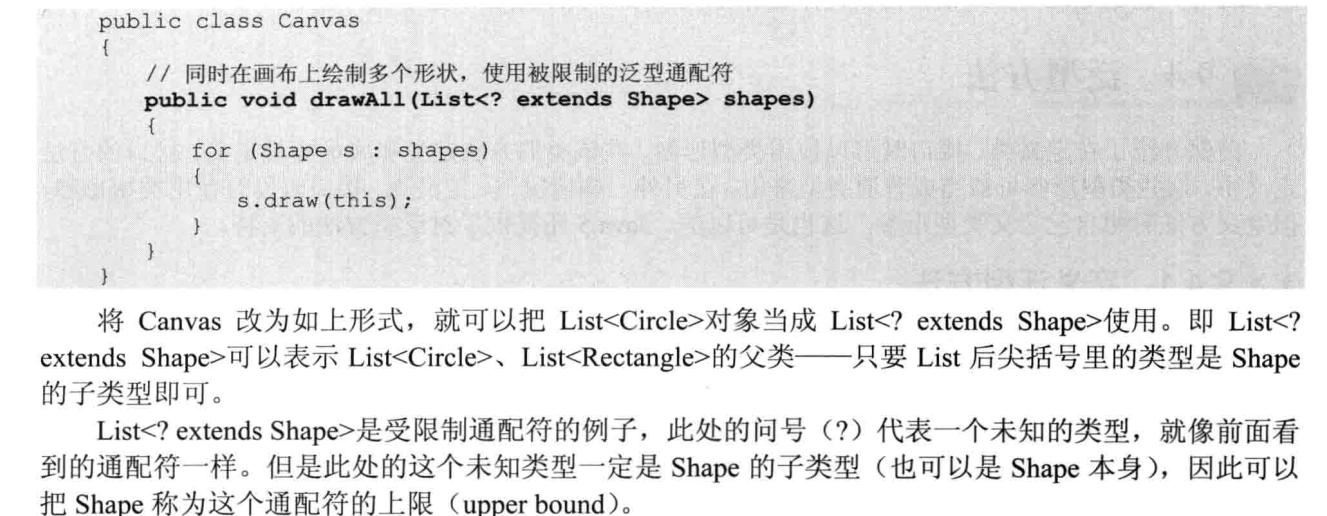 public class Canvas
{
// 同时在画布上绘制多个形状，使用被限制的泛型通配符
public void drawAll(List<? extends Shape> shapes)
{
for (Shape s : shapes)
{
s.draw(this);
}
}
}
将 Canvas 改为如上形式，就可以把 List<Circle>对象当成 List<? extends Shape>使用。即 List<?
extends Shape>可以表示 List<Circle>、List<Rectangle>的父类——只要 List 后尖括号里的类型是 Shape
的子类型即可。
List<? extends Shape>是受限制通配符的例子，此处的问号（?）代表一个未知的类型，就像前面看
到的通配符一样。但是此处的这个未知类型一定是 Shape 的子类型（也可以是 Shape 本身），因此可以
把 Shape 称为这个通配符的上限（upper bound）。